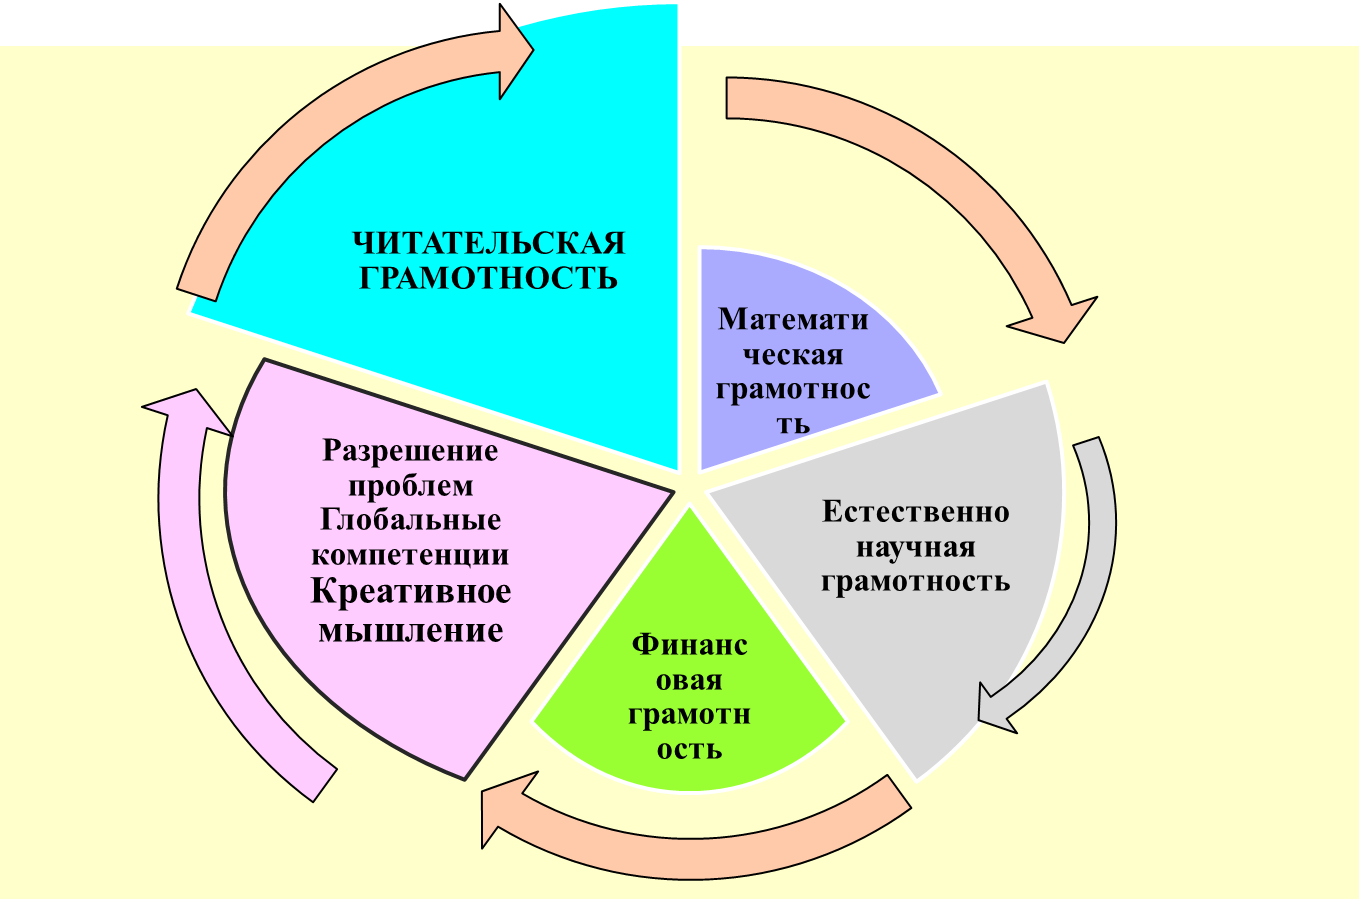 ЧИТАТЕЛЬСКАЯ
ГРАМОТНОСТЬ
Математи
ческая
грамотнос
ть
Естественно
научная
грамотность
Финанс
овая
грамотн
ость
Разрешение
проблем
Глобальные
компетенции
Креативное
мышление